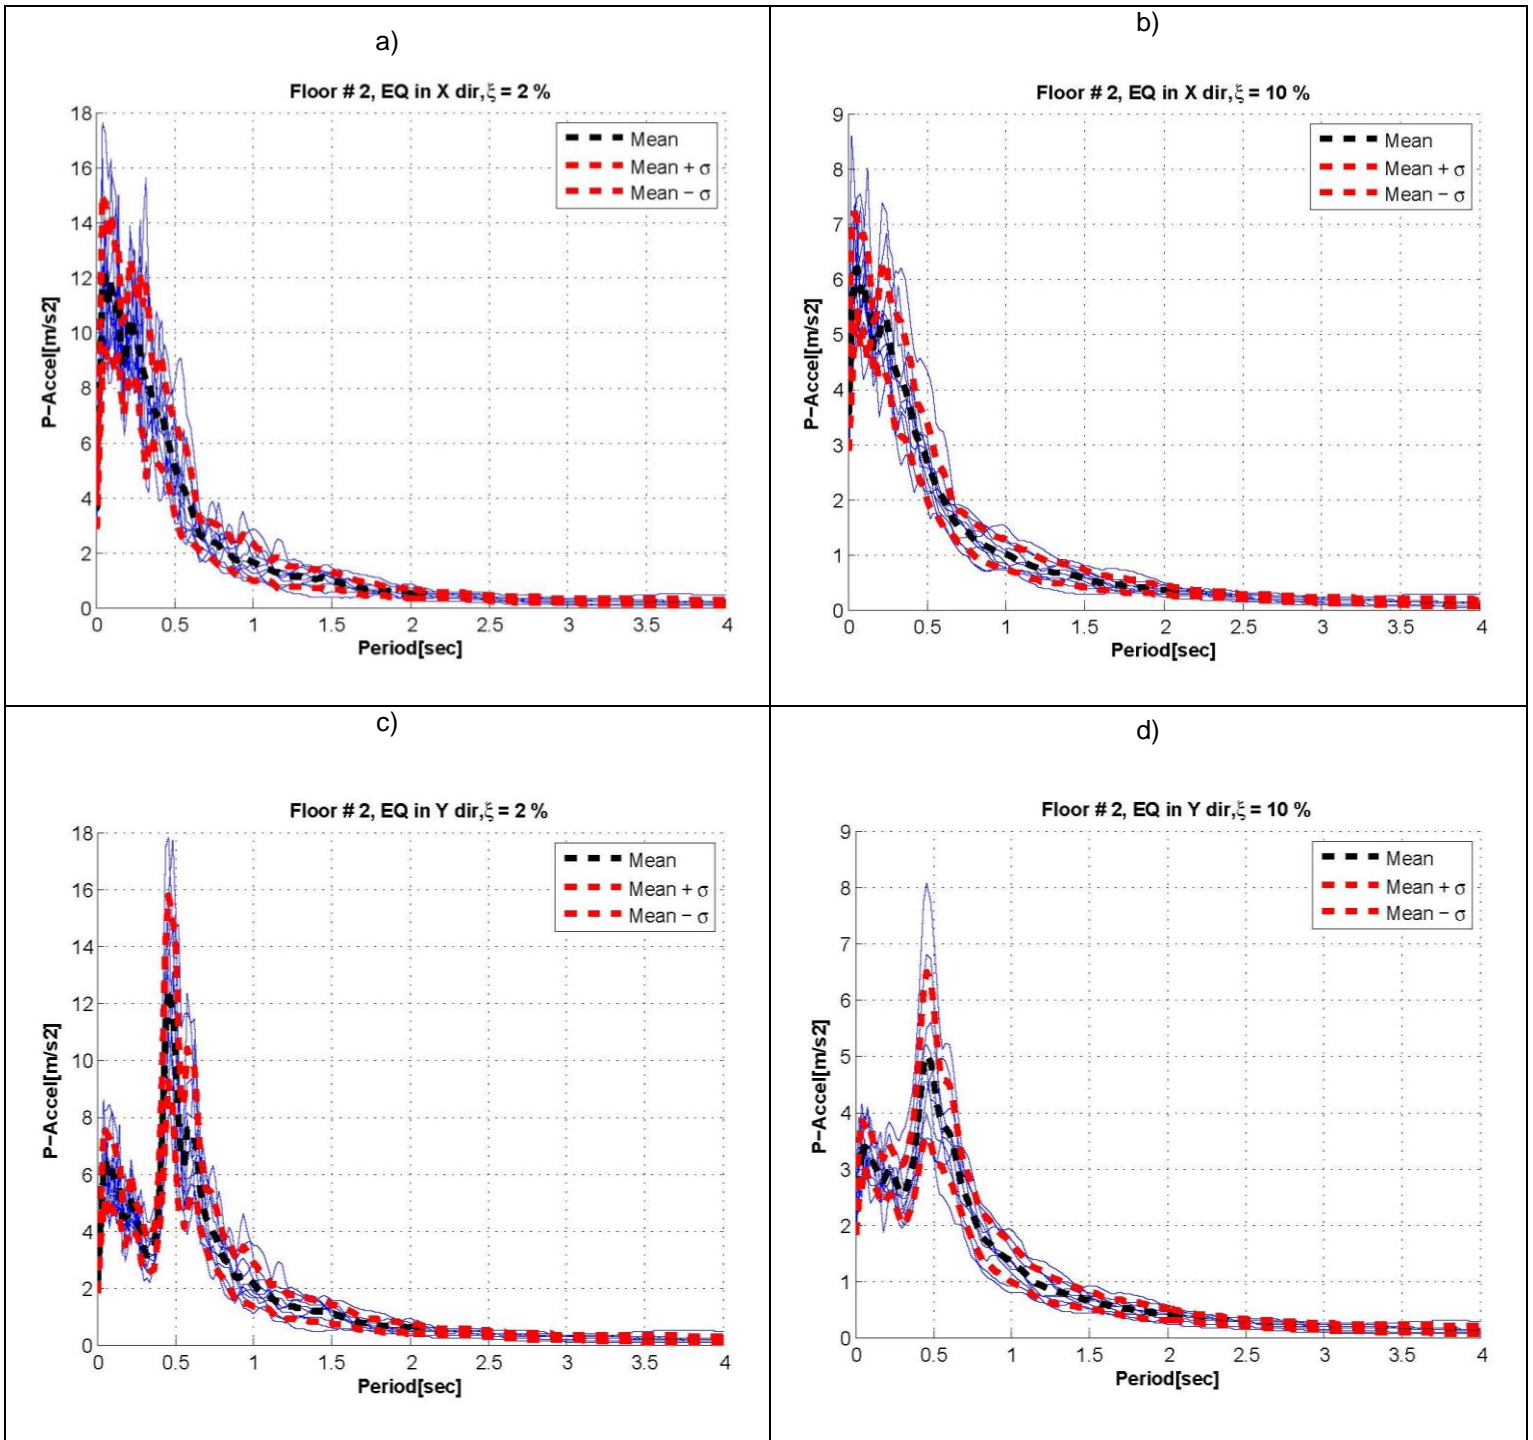 a)
Floor # 2, EQ in X dir,ξ = 2 %
18
16
14
12
10
8
6
4
2
0
P−Accel[m/s2]
Mean
Mean + σ
Mean − σ
0 0.5 1 1.5 2 2.5 3 3.5 4
Period[sec]
b)
Floor # 2, EQ in X dir,ξ = 10 %
9
8
7
6
5
4
3
2
1
0
P−Accel[m/s2]
Mean
Mean + σ
Mean − σ
0 0.5 1 1.5 2 2.5 3 3.5 4
Period[sec]
c)
Floor # 2, EQ in Y dir,ξ = 2 %
18
16
14
12
10
8
6
4
2
0
P−Accel[m/s2]
Mean
Mean + σ
Mean − σ
0 0.5 1 1.5 2 2.5 3 3.5 4
Period[sec]
d)
Floor # 2, EQ in Y dir,ξ = 10 %
9
8
7
6
5
4
3
2
1
0
P−Accel[m/s2]
Mean
Mean + σ
Mean − σ
0 0.5 1 1.5 2 2.5 3 3.5 4
Period[sec]